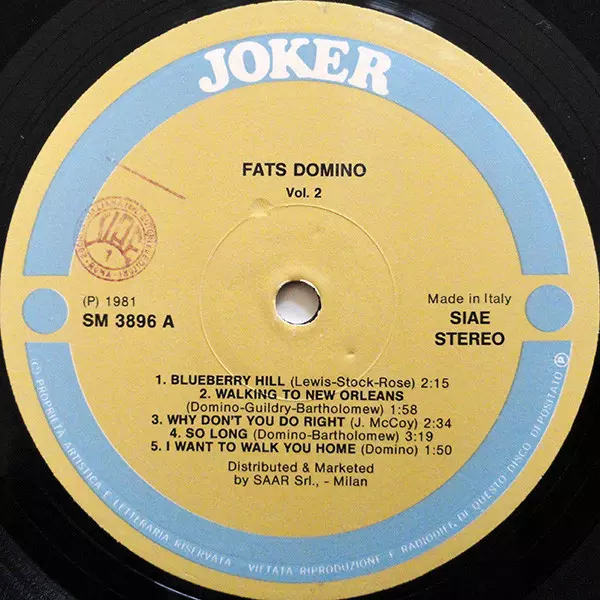 JOKER
FATS DOMINO
Vol. 2
(P) 1981
SM 3896 A
Made in Italy
SIAE
STEREO
1. BLUEBERRY HILL (Lewis-Stock-Rose) 2:15
2. WALKING TO NEW ORLEANS
(Domino-Guildry-Bartholomew) 1:58
3. WHY DON'T YOU DO RIGHT (J. McCoy) 2:34
4. SO LONG (Domino-Bartholomew) 3:19
5. I WANT TO WALK YOU HOME (Domino) 1:50
Distributed & Marketed
by SAAR Srl., - Milan
(C) PROPRIETA ARTISTICA E LETTERARIA RISERVATA VIETATA RIPRODUZIONE E RADIODIFF. DI QUESTO DISCO DEPOSITATO ℗